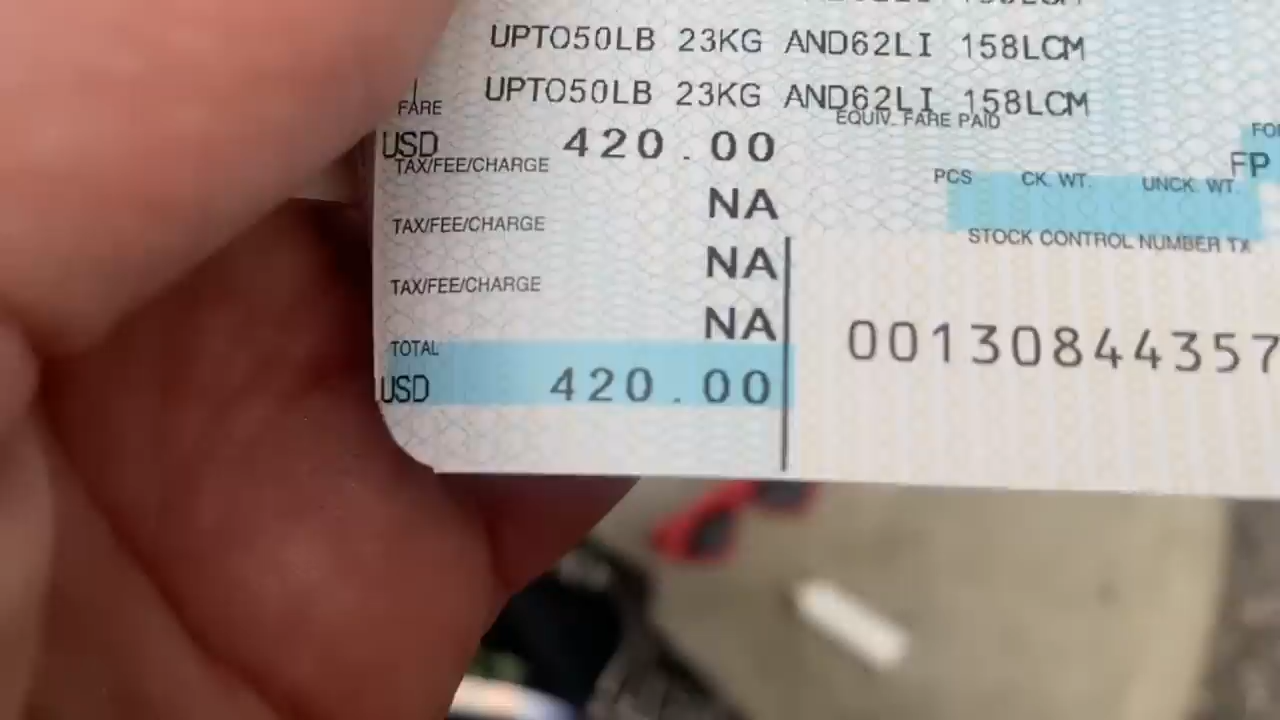 UPTO50LB 23KG AND62LI 158LCM
UPTO50LB 23KG AND62LI 158LCM
FARE
EQUIV. FARE PAID
USD 420.00
TAX/FEE/CHARGE
FP
PCS CK. WT. UNCK. WT.
NA
TAX/FEE/CHARGE
STOCK CONTROL NUMBER TX
NA
TAX/FEE/CHARGE
NA
00130844357
TOTAL
USD 420.00